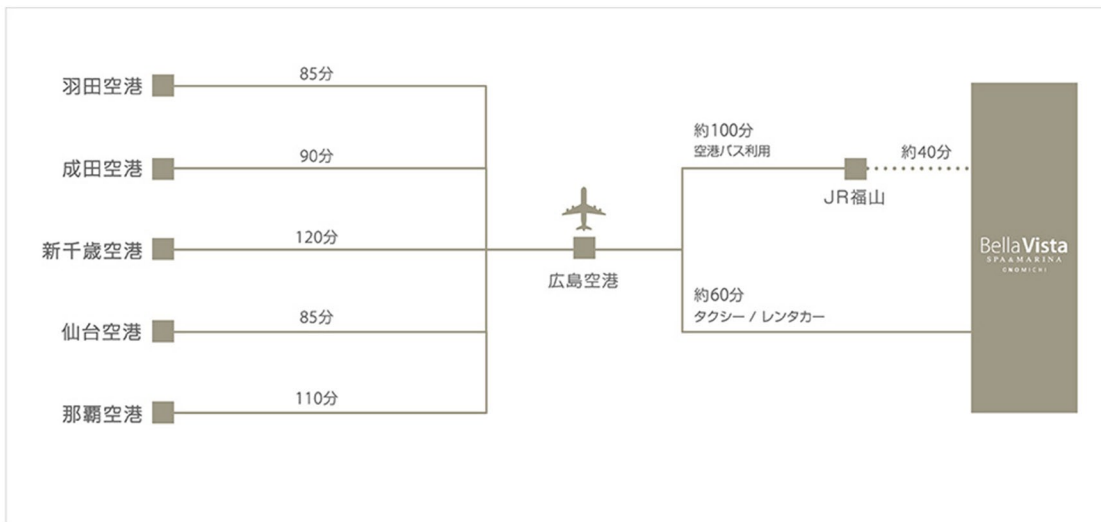 羽田空港
85分
成田空港
90分
新千歳空港
120分
仙台空港
85分
那覇空港
110分
広島空港
約100分
空港バス利用
JR福山
約40分
約60分
タクシー / レンタカー
BellaVista
SPA&MARINA
ONOMICHI